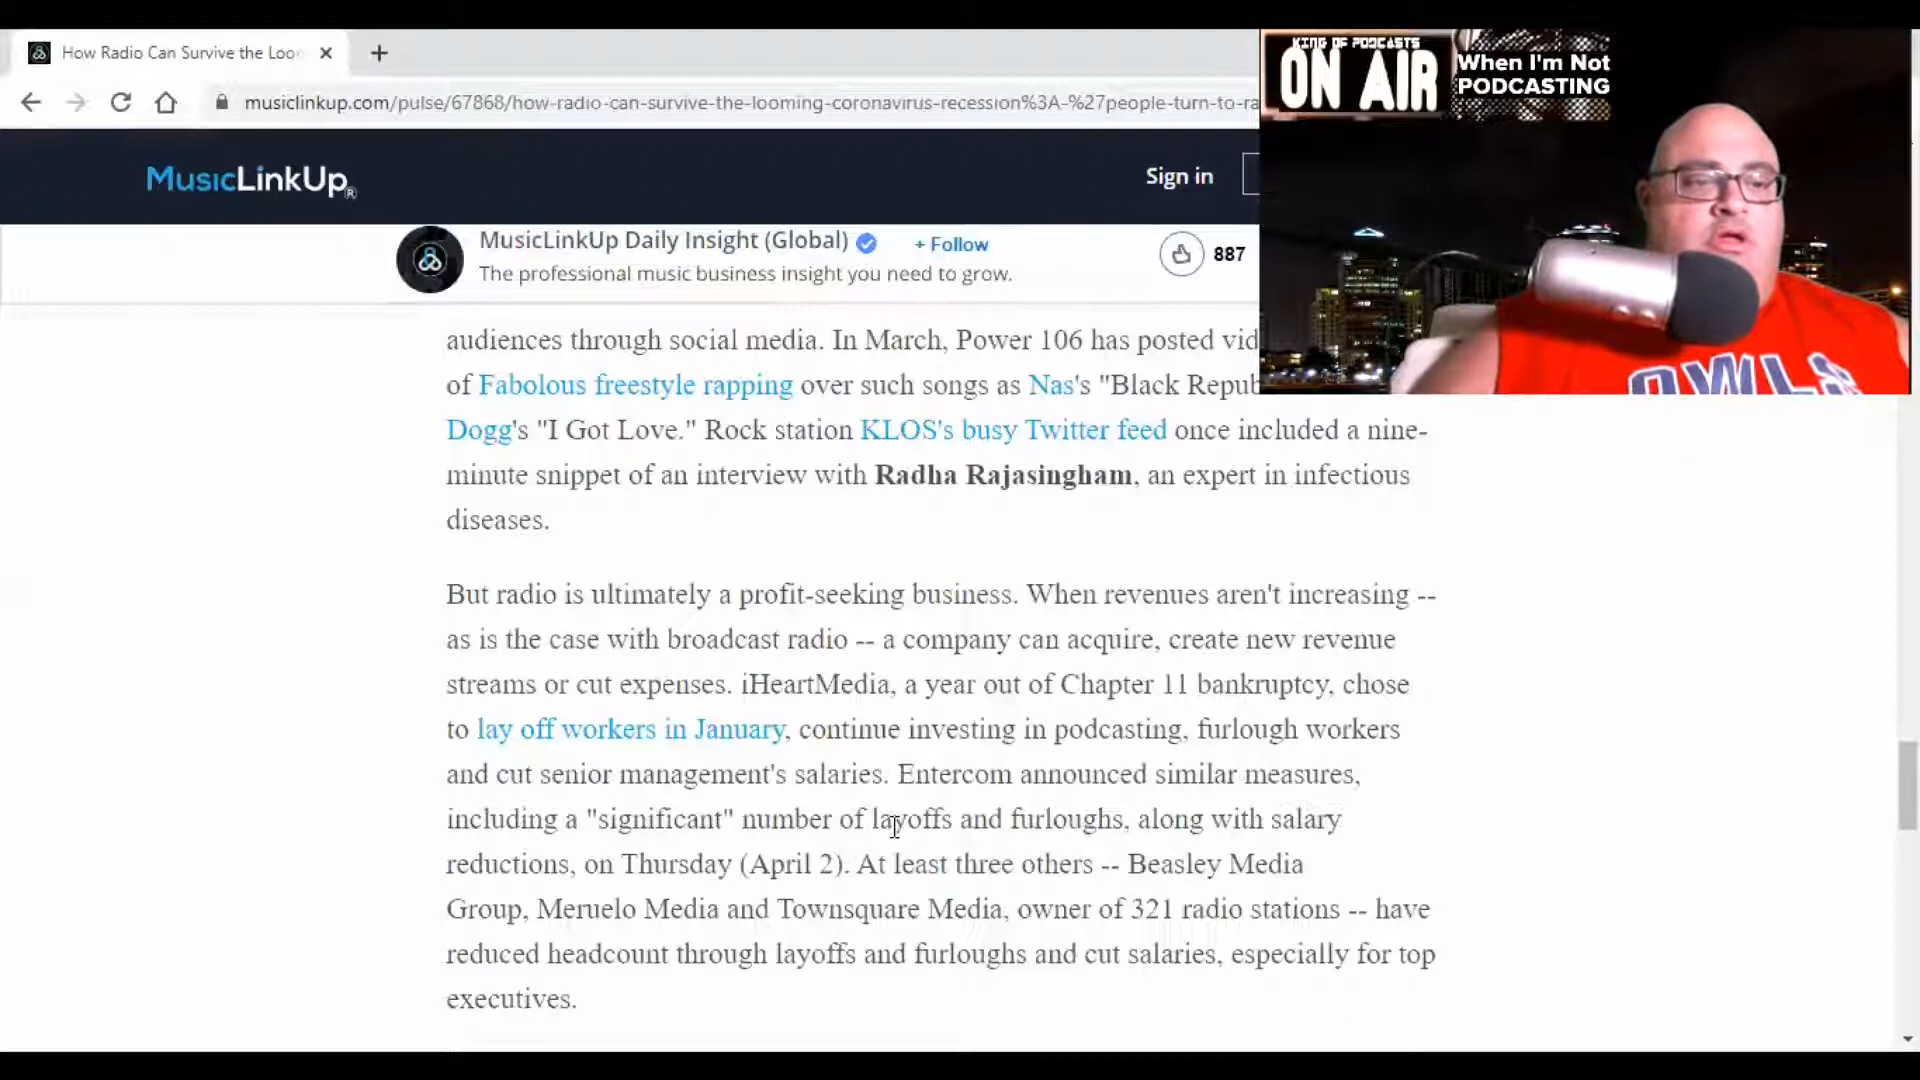 How Radio Can Survive the Loo
musiclinkup.com/pulse/67868/how-radio-can-survive-the-looming-coronavirus-recession%3A-%27people-turn-to-ra
KING OF PODCASTS
ON AIR
When I'm Not
PODCASTING
MusicLinkUp®
Sign in
MusicLinkUp Daily Insight (Global)
+ Follow
887
The professional music business insight you need to grow.
audiences through social media. In March, Power 106 has posted vid
of Fabolous freestyle rapping over such songs as Nas's "Black Repub
Dogg's "I Got Love." Rock station KLOS's busy Twitter feed once included a nine-
minute snippet of an interview with Radha Rajasingham, an expert in infectious
diseases.
But radio is ultimately a profit-seeking business. When revenues aren't increasing --
as is the case with broadcast radio -- a company can acquire, create new revenue
streams or cut expenses. iHeartMedia, a year out of Chapter 11 bankruptcy, chose
to lay off workers in January, continue investing in podcasting, furlough workers
and cut senior management's salaries. Entercom announced similar measures,
including a "significant" number of layoffs and furloughs, along with salary
reductions, on Thursday (April 2). At least three others -- Beasley Media
Group, Meruelo Media and Townsquare Media, owner of 321 radio stations -- have
reduced headcount through layoffs and furloughs and cut salaries, especially for top
executives.
OWLS